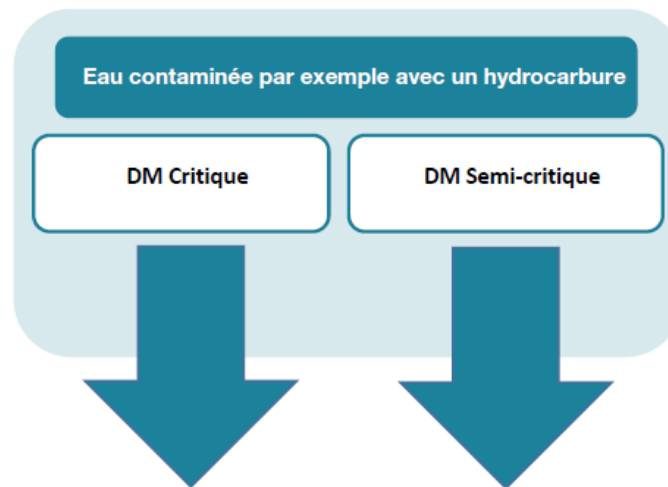 Eau contaminée par exemple avec un hydrocarbure
DM Critique
DM Semi-critique